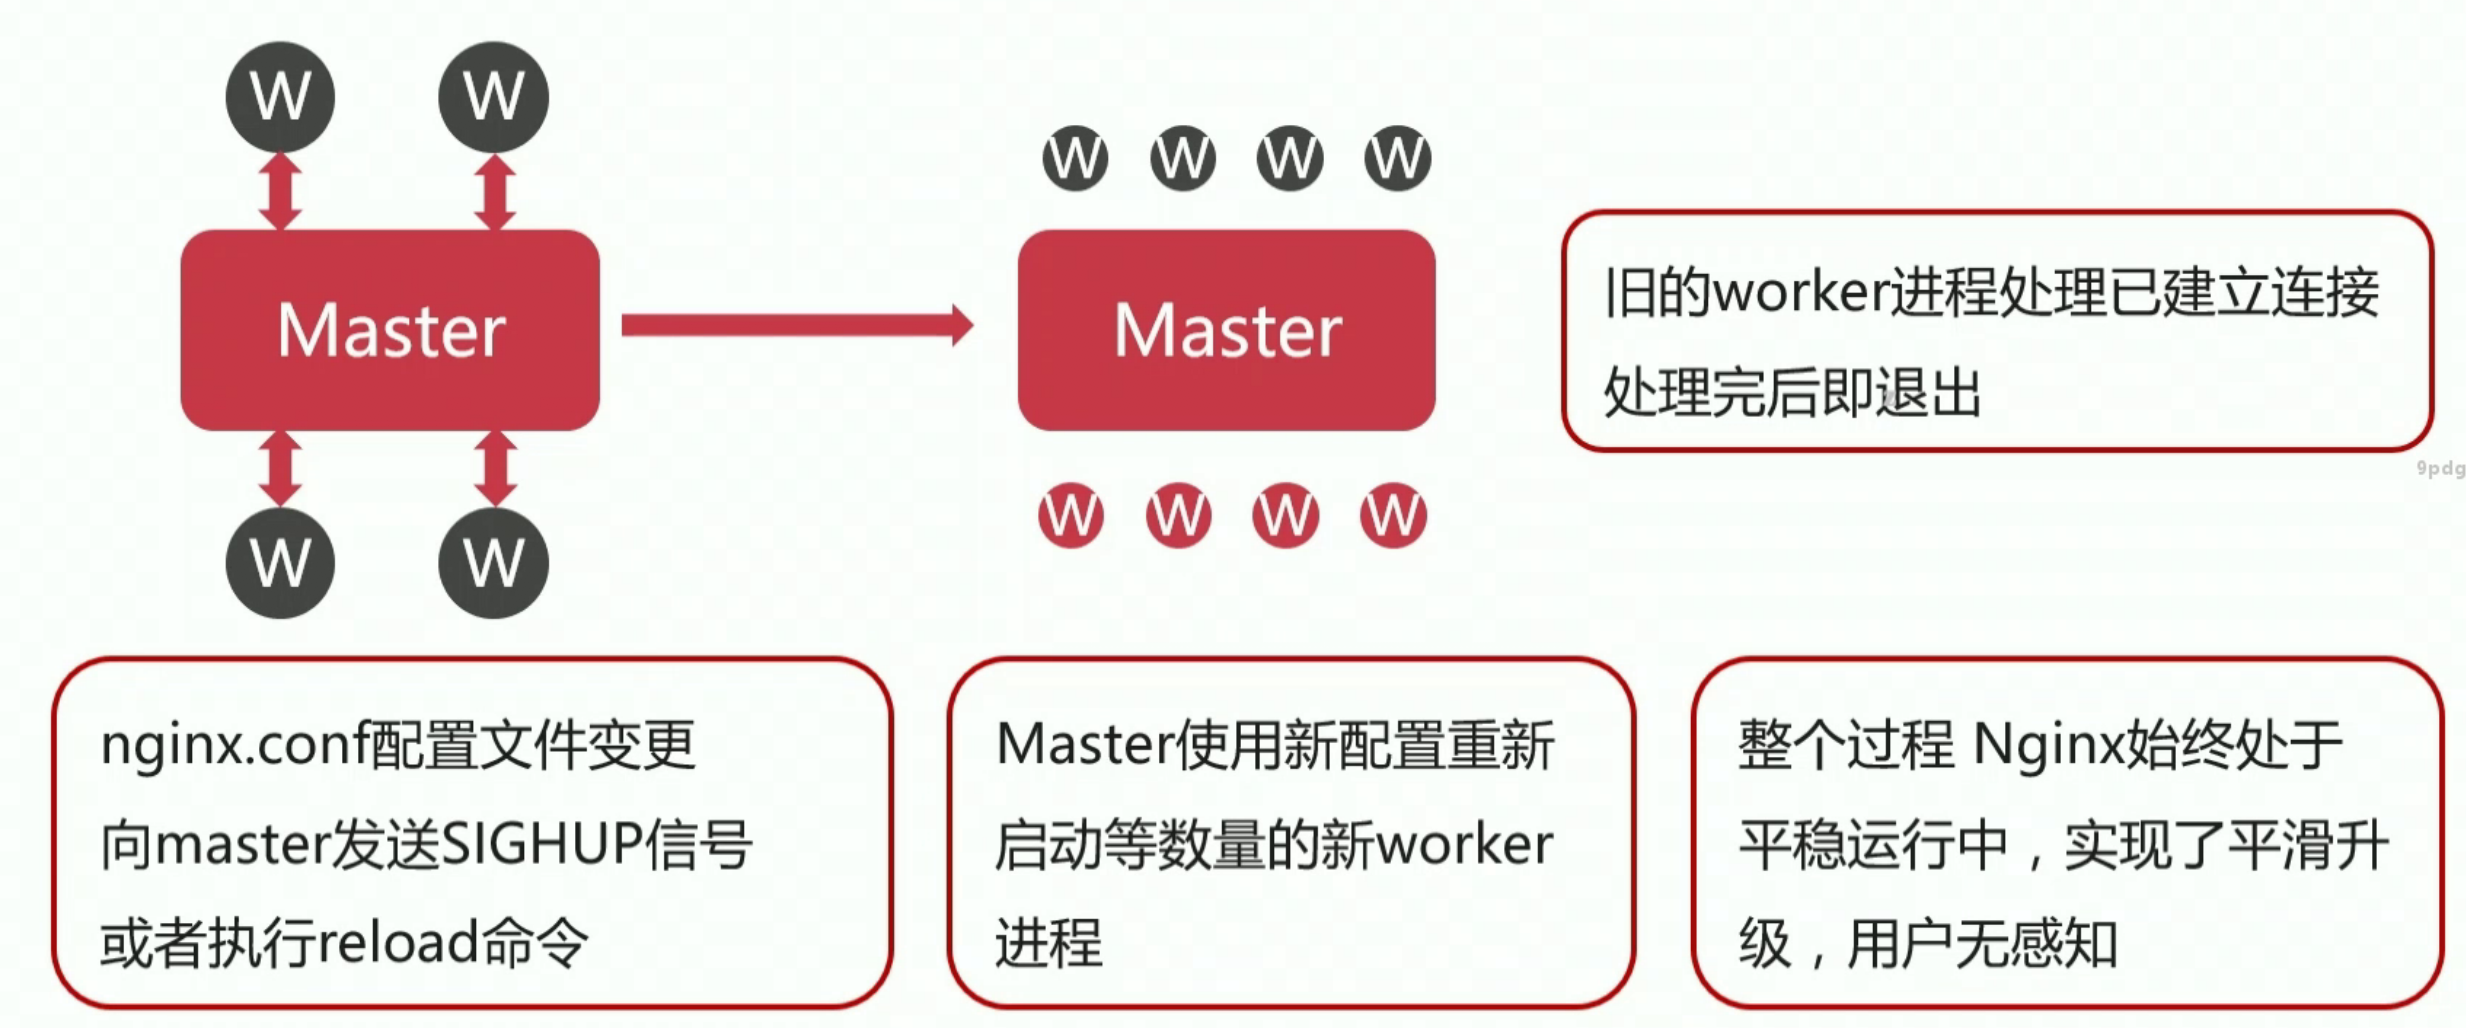 W W
W W W W
Master
Master
旧的worker进程处理已建立连接
处理完后即退出
9pdg
W W W W
W W
nginx.conf配置文件变更
向master发送SIGHUP信号
或者执行reload命令
Master使用新配置重新
启动等数量的新worker
进程
整个过程 Nginx始终处于
平稳运行中，实现了平滑升
级，用户无感知